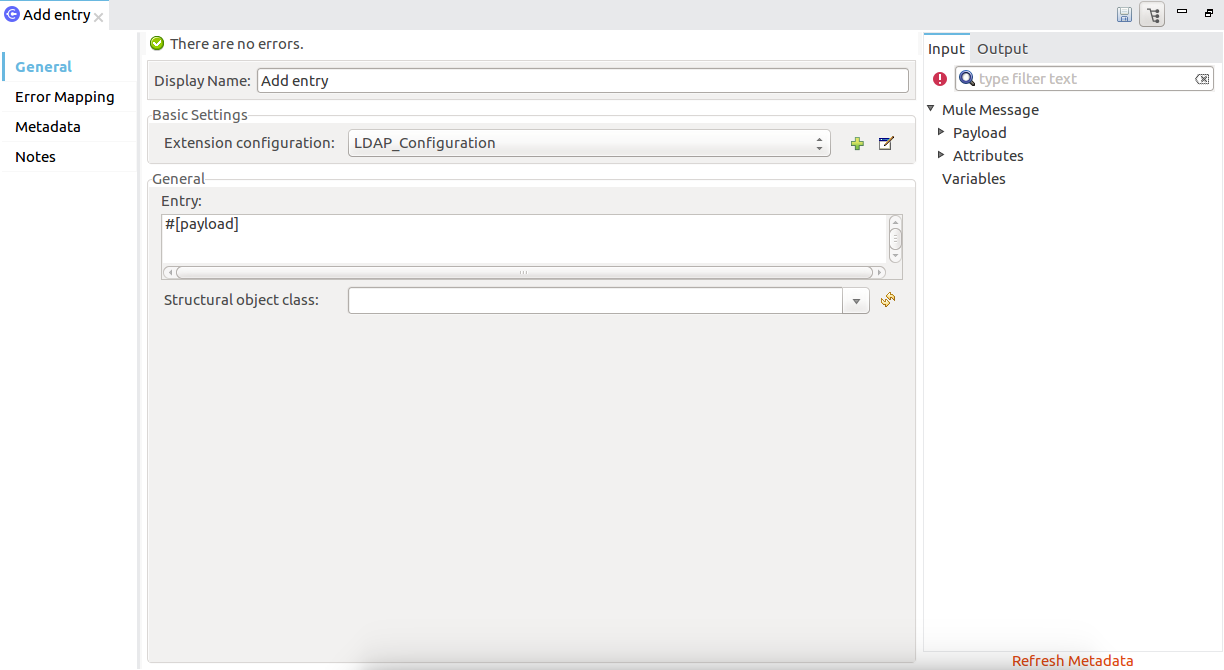 Add entry
General
Error Mapping
Metadata
Notes
There are no errors.
Display Name: Add entry
Basic Settings
Extension configuration: LDAP_Configuration
General
Entry:
#[payload]
Structural object class:
Input Output
type filter text
Mule Message
Payload
Attributes
Variables
Refresh Metadata